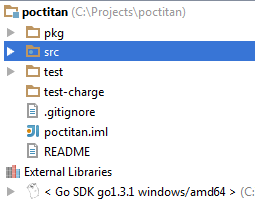 poctitan (C:\Projects\poctitan)
pkg
src
test
test-charge
.gitignore
poctitan.iml
README
External Libraries
< Go SDK go1.3.1 windows/amd64 > (C: